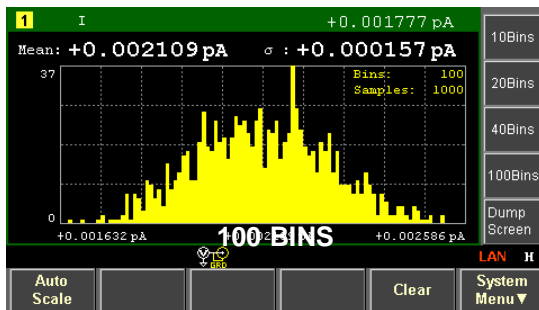 1 I +0.001777 pA
Mean: +0.002109 pA σ : +0.000157 pA
37
Bins: 100
Samples: 1000
0
+0.001632 pA
+0.002586 pA
100 BINS
GRD
LAN H
10Bins
20Bins
40Bins
100Bins
Dump
Screen
Auto
Scale
Clear
System
Menu▼